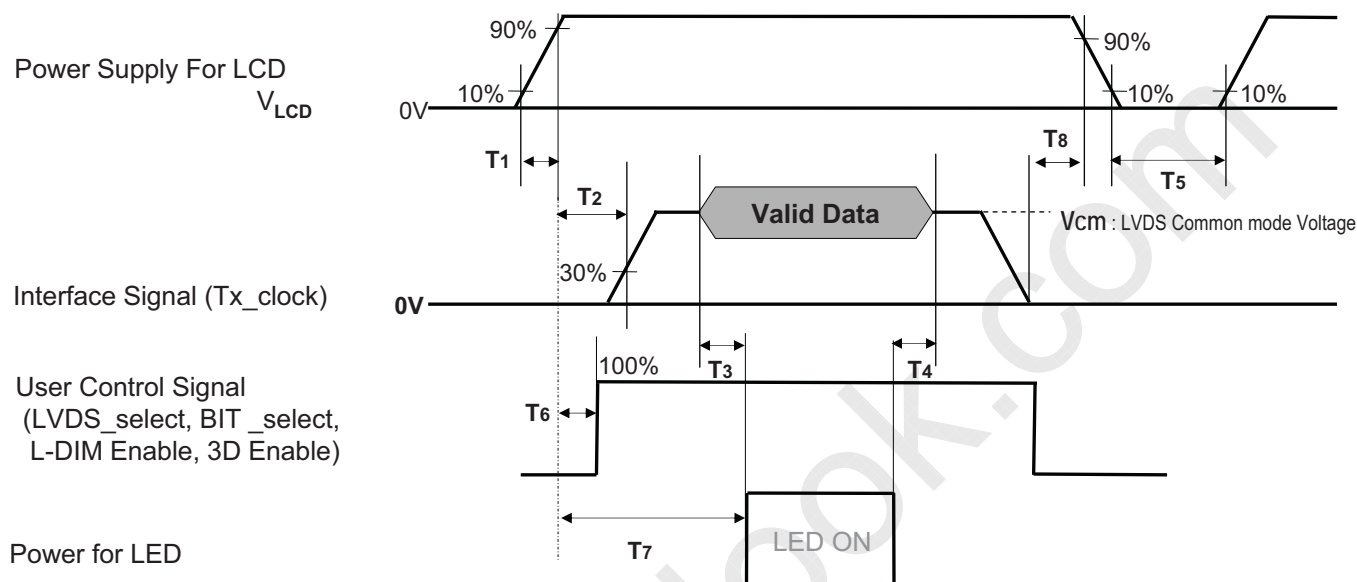 90%
90%
Power Supply For LCD
VLCD
10%
10%
10%
0V
T1
T8
T5
T2
Valid Data
Vcm : LVDS Common mode Voltage
30%
Interface Signal (Tx_clock)
0V
100%
T3
T4
User Control Signal
(LVDS_select, BIT _select,
L-DIM Enable, 3D Enable)
T6
T7
LED ON
Power for LED
look.com